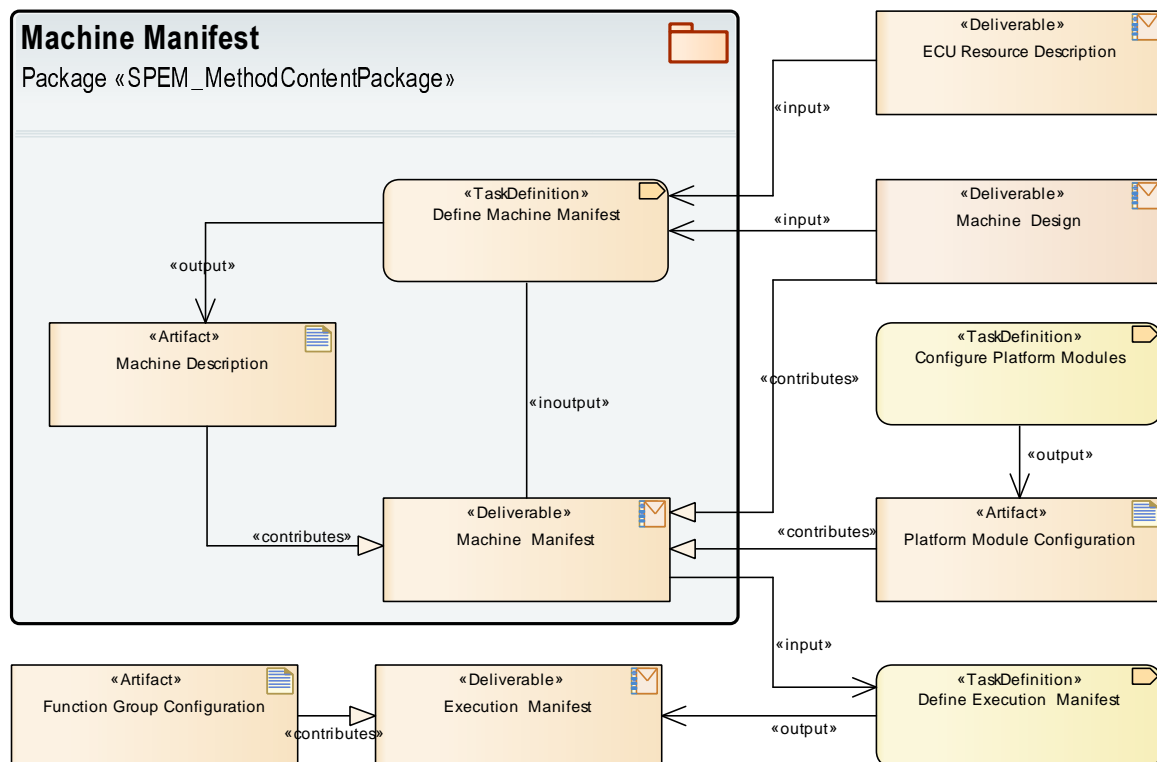 Machine Manifest
Package «SPEM_MethodContentPackage»
«Deliverable»
ECU Resource Description
«input»
«TaskDefinition»
Define Machine Manifest
«Deliverable»
Machine Design
«input»
«output»
«Artifact»
Machine Description
«TaskDefinition»
Configure Platform Modules
«contributes»
«inoutput»
«output»
«Deliverable»
Machine Manifest
«Artifact»
Platform Module Configuration
«contributes»
«contributes»
«input»
«Artifact»
Function Group Configuration
«Deliverable»
Execution Manifest
«TaskDefinition»
Define Execution Manifest
«contributes»
«output»